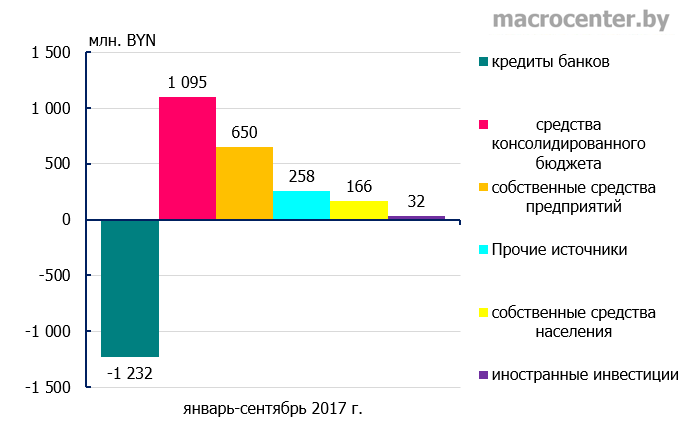 macrocenter.by
млн. BYN
1 500
1 000
500
0
-500
-1 000
-1 500
-1 232
1 095
650
258
166
32
январь-сентябрь 2017 г.
кредиты банков
средства
консолидированного
бюджета
собственные средства
предприятий
Прочие источники
собственные средства
населения
иностранные инвестиции